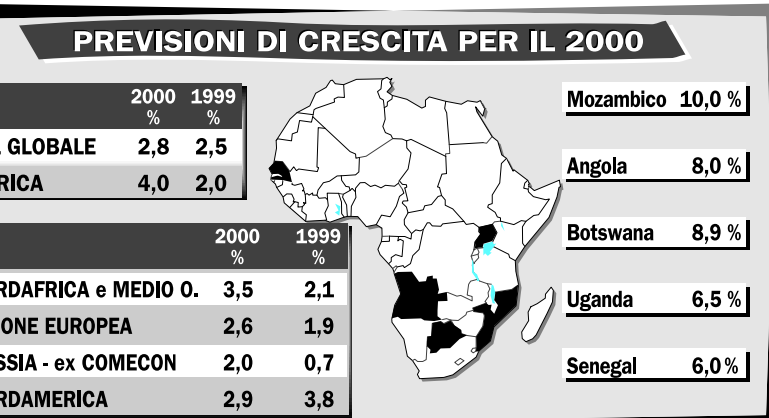 PREVISIONI DI CRESCITA PER IL 2000
2000 1999
% %
GLOBALE 2,8 2,5
RICA 4,0 2,0
2000 1999
% %
RDAFRICA e MEDIO O. 3,5 2,1
ONE EUROPEA 2,6 1,9
SSIA - ex COMECON 2,0 0,7
RDAMERICA 2,9 3,8
Mozambico 10,0 %
Angola 8,0 %
Botswana 8,9 %
Uganda 6,5 %
Senegal 6,0 %